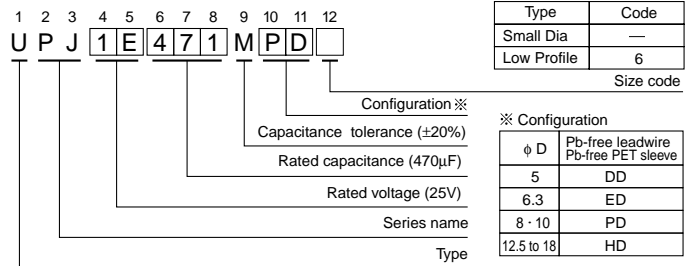 1 2 3 4 5 6 7 8 9 10 11 12
U P J 1 E 4 7 1 M P D
Type Code
Small Dia —
Low Profile 6
Size code
Configuration ※
Capacitance tolerance (±20%)
Rated capacitance (470µF)
Rated voltage (25V)
Series name
Type
※ Configuration
ϕ D Pb-free leadwire
Pb-free PET sleeve
5 DD
6.3 ED
8 · 10 PD
12.5 to 18 HD